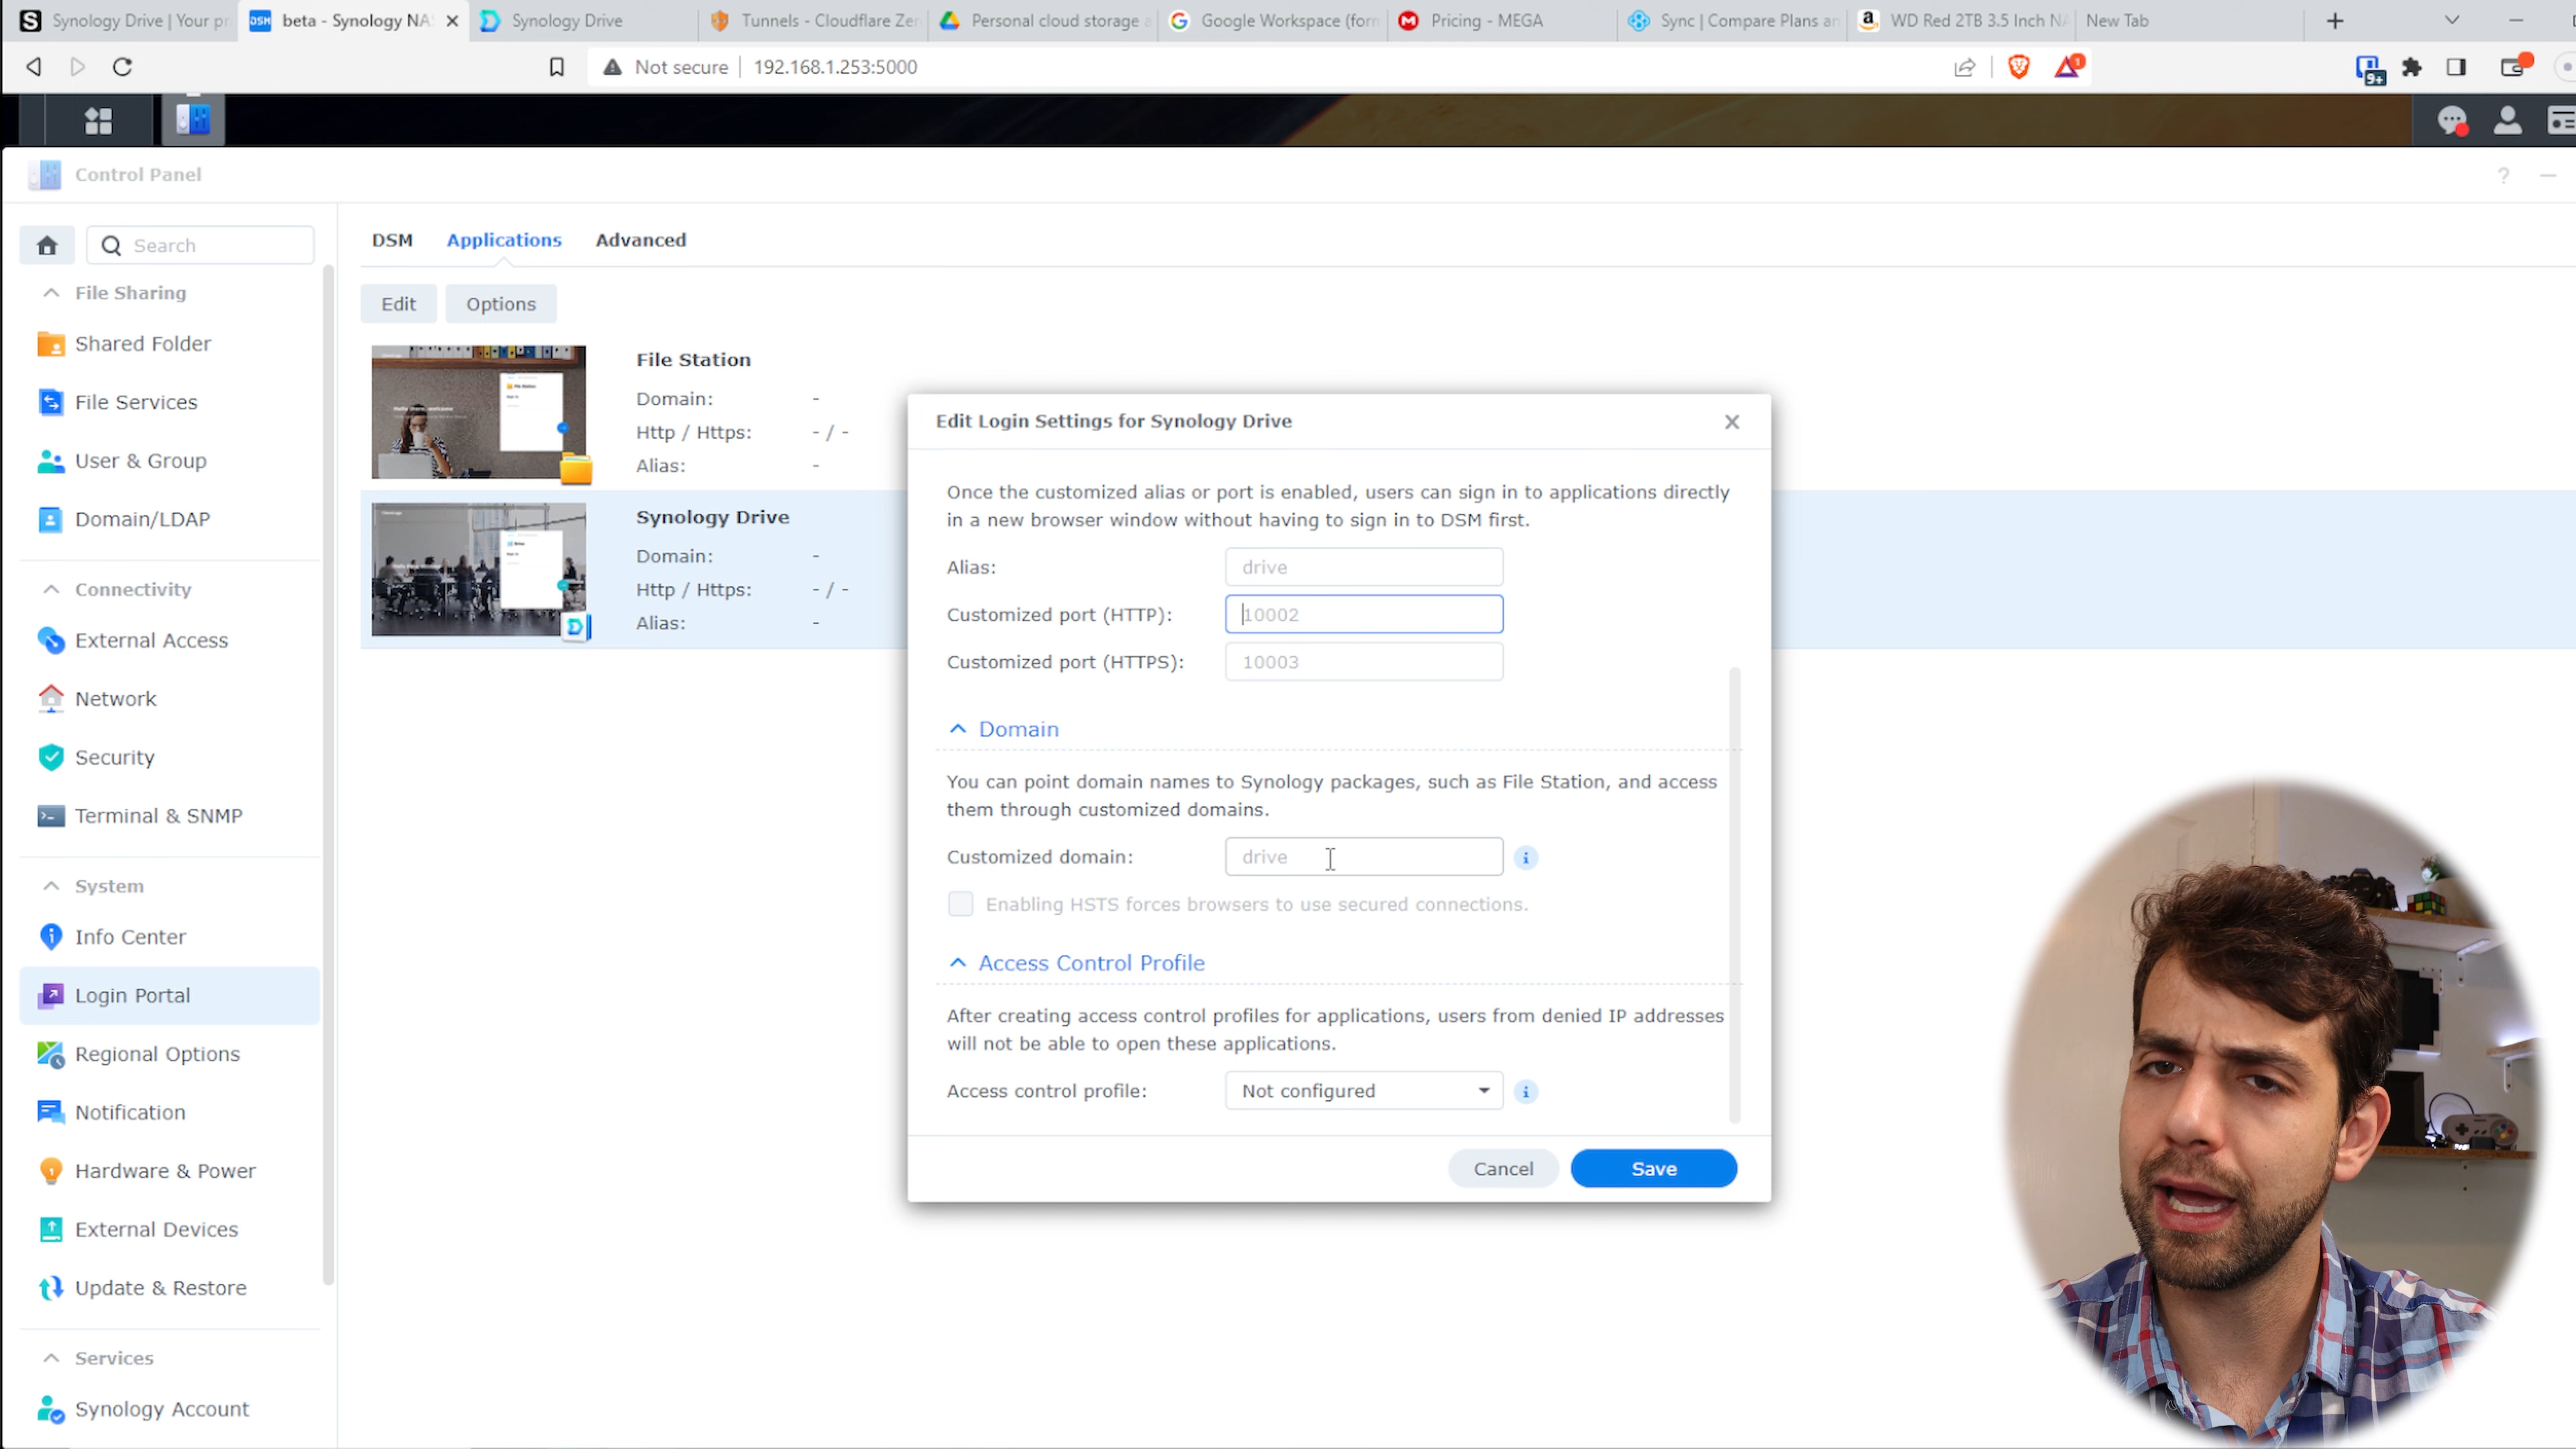 Synology Drive | Your pr
beta - Synology NA
Synology Drive
Tunnels - Cloudflare Zer
Personal cloud storage a
Google Workspace (form
Pricing - MEGA
Sync | Compare Plans an
WD Red 2TB 3.5 Inch NA
New Tab
Not secure
192.168.1.253:5000
1
9+
Control Panel
?
Search
File Sharing
Shared Folder
File Services
User & Group
Domain/LDAP
Connectivity
External Access
Network
Security
Terminal & SNMP
System
Info Center
Login Portal
Regional Options
Notification
Hardware & Power
External Devices
Update & Restore
Services
Synology Account
DSM
Applications
Advanced
Edit
Options
File Station
Domain: -
Http / Https: - / -
Alias: -
Synology Drive
Domain: -
Http / Https: - / -
Alias: -
Edit Login Settings for Synology Drive
Once the customized alias or port is enabled, users can sign in to applications directly
in a new browser window without having to sign in to DSM first.
Alias: drive
Customized port (HTTP): 10002
Customized port (HTTPS): 10003
Domain
You can point domain names to Synology packages, such as File Station, and access
them through customized domains.
Customized domain: drive
Enabling HSTS forces browsers to use secured connections.
Access Control Profile
After creating access control profiles for applications, users from denied IP addresses
will not be able to open these applications.
Access control profile: Not configured
Cancel
Save